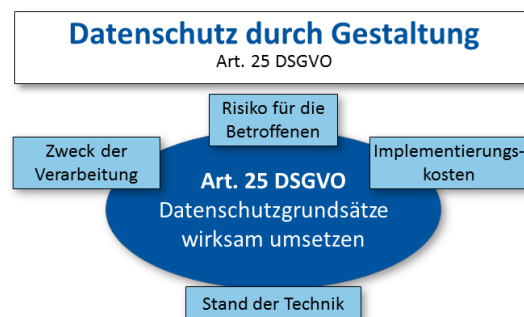 Datenschutz durch Gestaltung
Art. 25 DSGVO
Risiko für die
Betroffenen
Zweck der
Verarbeitung
Implementierungs-
kosten
Art. 25 DSGVO
Datenschutzgrundsätze
wirksam umsetzen
Stand der Technik